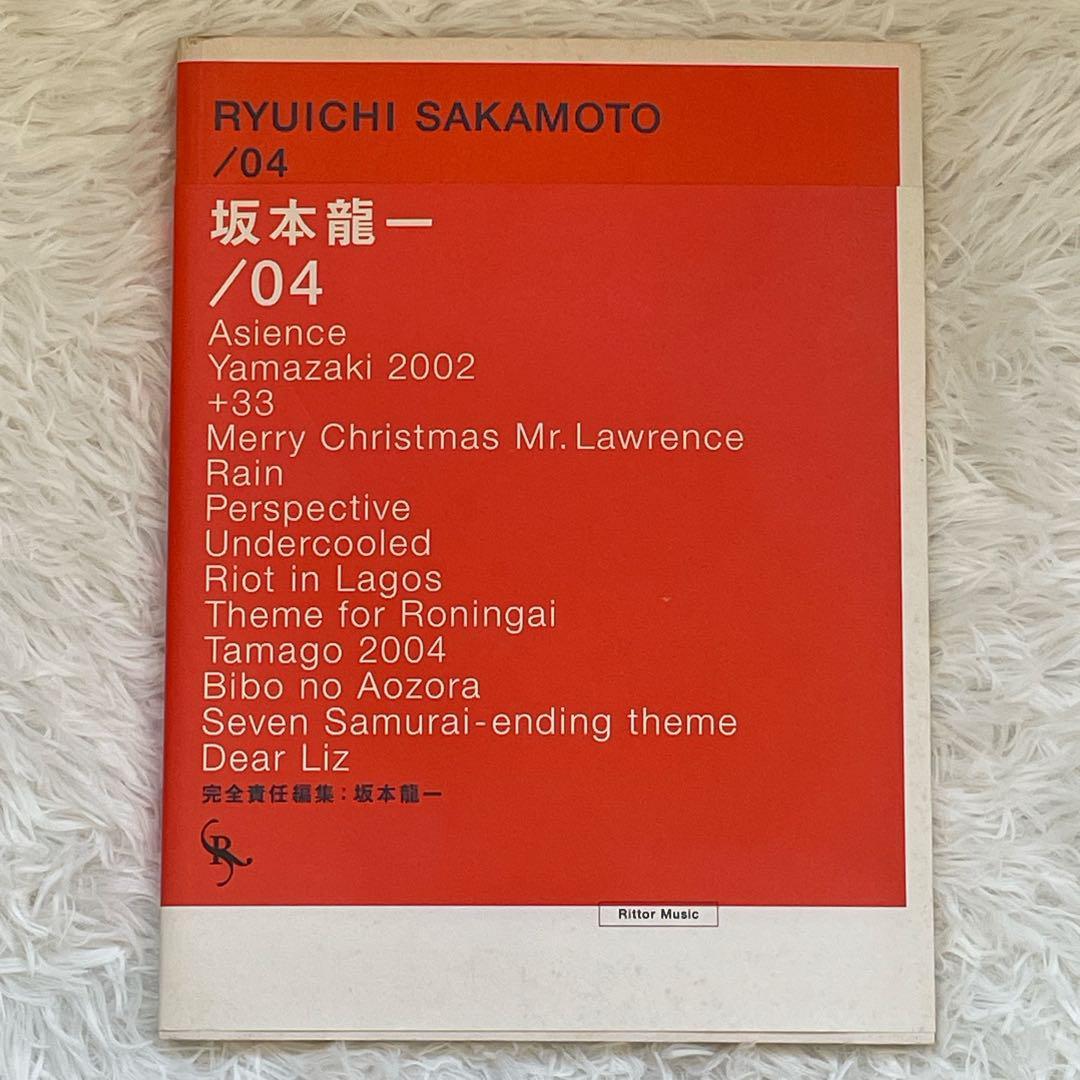 RYUICHI SAKAMOTO
/04
坂本龍一
/04
Asience
Yamazaki 2002
+33
Merry Christmas Mr. Lawrence
Rain
Perspective
Undercooled
Riot in Lagos
Theme for Roningai
Tamago 2004
Bibo no Aozora
Seven Samurai-ending theme
Dear Liz
完全責任編集：坂本龍一
RS
Rittor Music